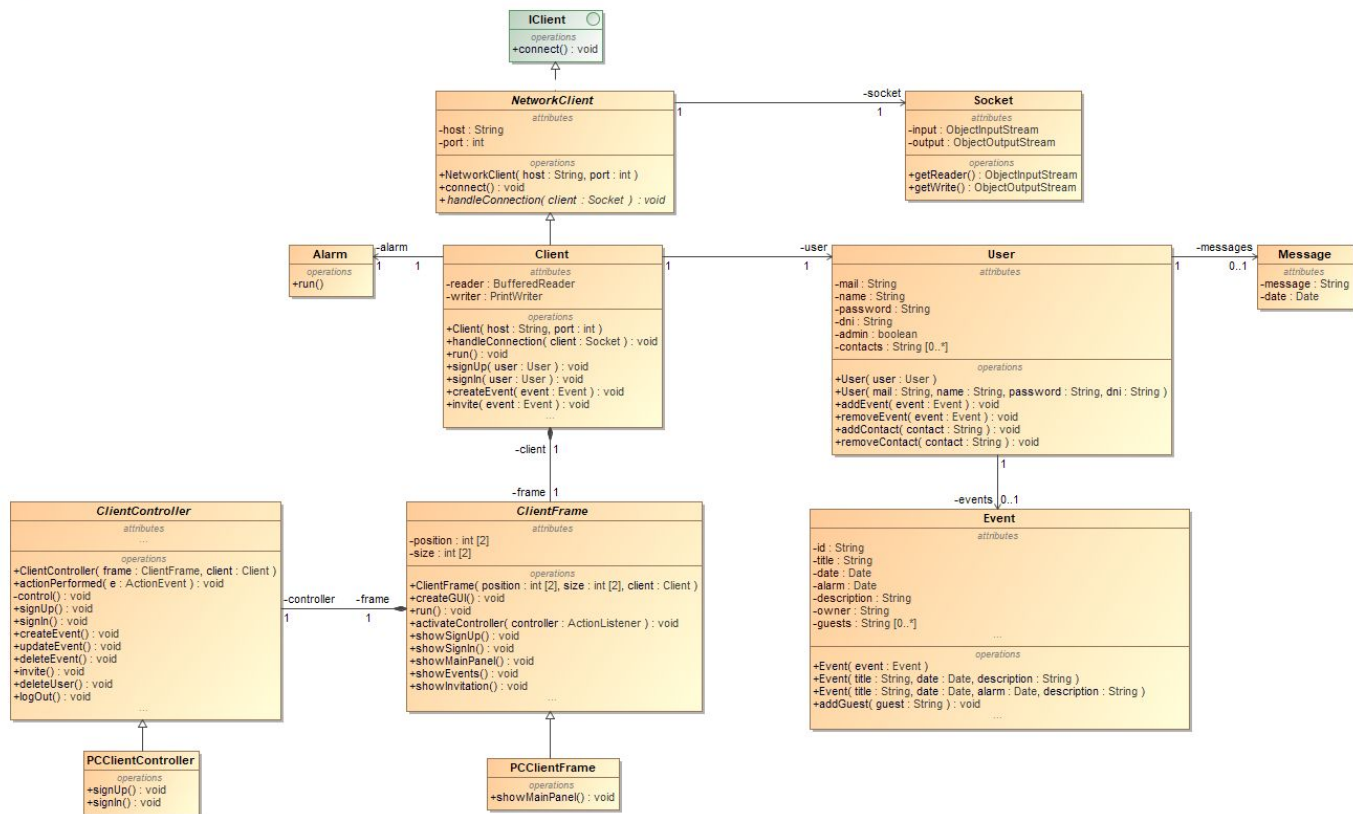 IClient
operations
+connect() : void
NetworkClient
attributes
-host : String
-port : int
operations
+NetworkClient( host : String, port : int )
+connect() : void
+handleConnection( client : Socket ) : void
1
-socket
1
Socket
attributes
-input : ObjectInputStream
-output : ObjectOutputStream
operations
+getReader() : ObjectInputStream
+getWrite() : ObjectOutputStream
Alarm
operations
+run()
-alarm
1
1
Client
attributes
-reader : BufferedReader
-writer : PrintWriter
operations
+Client( host : String, port : int )
+handleConnection( client : Socket ) : void
+run() : void
+signUp( user : User ) : void
+signIn( user : User ) : void
+createEvent( event : Event ) : void
+invite( event : Event ) : void
...
1
-user
1
User
attributes
-mail : String
-name : String
-password : String
-dni : String
-admin : boolean
-contacts : String [0..*]
operations
+User( user : User )
+User( mail : String, name : String, password : String, dni : String )
+addEvent( event : Event ) : void
+removeEvent( event : Event ) : void
+addContact( contact : String ) : void
+removeContact( contact : String ) : void
1
-messages
0..1
Message
attributes
-message : String
-date : Date
-client 1
-frame 1
1
-events 0..1
ClientController
attributes
...
operations
+ClientController( frame : ClientFrame, client : Client )
+actionPerformed( e : ActionEvent ) : void
-control() : void
+signUp() : void
+signIn() : void
+createEvent() : void
+updateEvent() : void
+deleteEvent() : void
+invite() : void
+deleteUser() : void
+logOut() : void
...
-controller
1
-frame
1
ClientFrame
attributes
-position : int [2]
-size : int [2]
operations
+ClientFrame( position : int [2], size : int [2], client : Client )
+createGUI() : void
+run() : void
+activateController( controller : ActionListener ) : void
+showSignUp() : void
+showSignIn() : void
+showMainPanel() : void
+showEvents() : void
+showInvitation() : void
...
Event
attributes
-id : String
-title : String
-date : Date
-alarm : Date
-description : String
-owner : String
-guests : String [0..*]
...
operations
+Event( event : Event )
+Event( title : String, date : Date, description : String )
+Event( title : String, date : Date, alarm : Date, description : String )
+addGuest( guest : String ) : void
...
PCClientController
operations
+signUp() : void
+signIn() : void
PCClientFrame
operations
+showMainPanel() : void